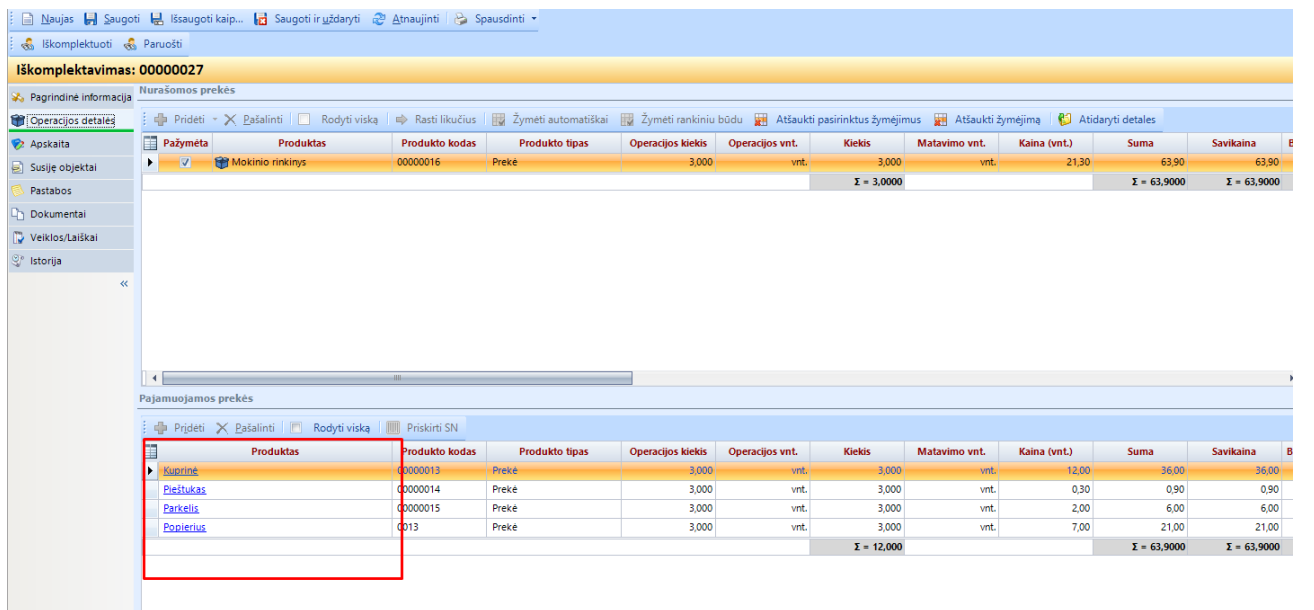 Naujas Saugoti Išsaugoti kaip... Saugoti ir uždaryti Atnaujinti Spausdinti
Iškomplektuoti Paruošti
Iškomplektavimas: 00000027
Pagrindinė informacija
Operacijos detalės
Apskaita
Susiję objektai
Pastabos
Dokumentai
Veiklos/Laiškai
Istorija
«
Nurašomos prekės
Pridėti Pašalinti Rodyti viską Rasti likučius Žymėti automatiškai Žymėti rankiniu būdu Atšaukti pasirinktus žymėjimus Atšaukti žymėjimą Atidaryti detales
Pažymėta Produktas Produkto kodas Produkto tipas Operacijos kiekis Operacijos vnt. Kiekis Matavimo vnt. Kaina (vnt.) Suma Savikaina B
Mokinio rinkinys 00000016 Prekė 3,000 vnt. 3,000 vnt. 21,30 63,90 63,90
Σ = 3,0000 Σ = 63,9000 Σ = 63,9000
Pajamuojamos prekės
Pridėti Pašalinti Rodyti viską Priskirti SN
Produktas Produkto kodas Produkto tipas Operacijos kiekis Operacijos vnt. Kiekis Matavimo vnt. Kaina (vnt.) Suma Savikaina B
Kuprinė 00000013 Prekė 3,000 vnt. 3,000 vnt. 12,00 36,00 36,00
Pieštukas 00000014 Prekė 3,000 vnt. 3,000 vnt. 0,30 0,90 0,90
Parkelis 00000015 Prekė 3,000 vnt. 3,000 vnt. 2,00 6,00 6,00
Popierius 0013 Prekė 3,000 vnt. 3,000 vnt. 7,00 21,00 21,00
Σ = 12,000 Σ = 63,9000 Σ = 63,9000